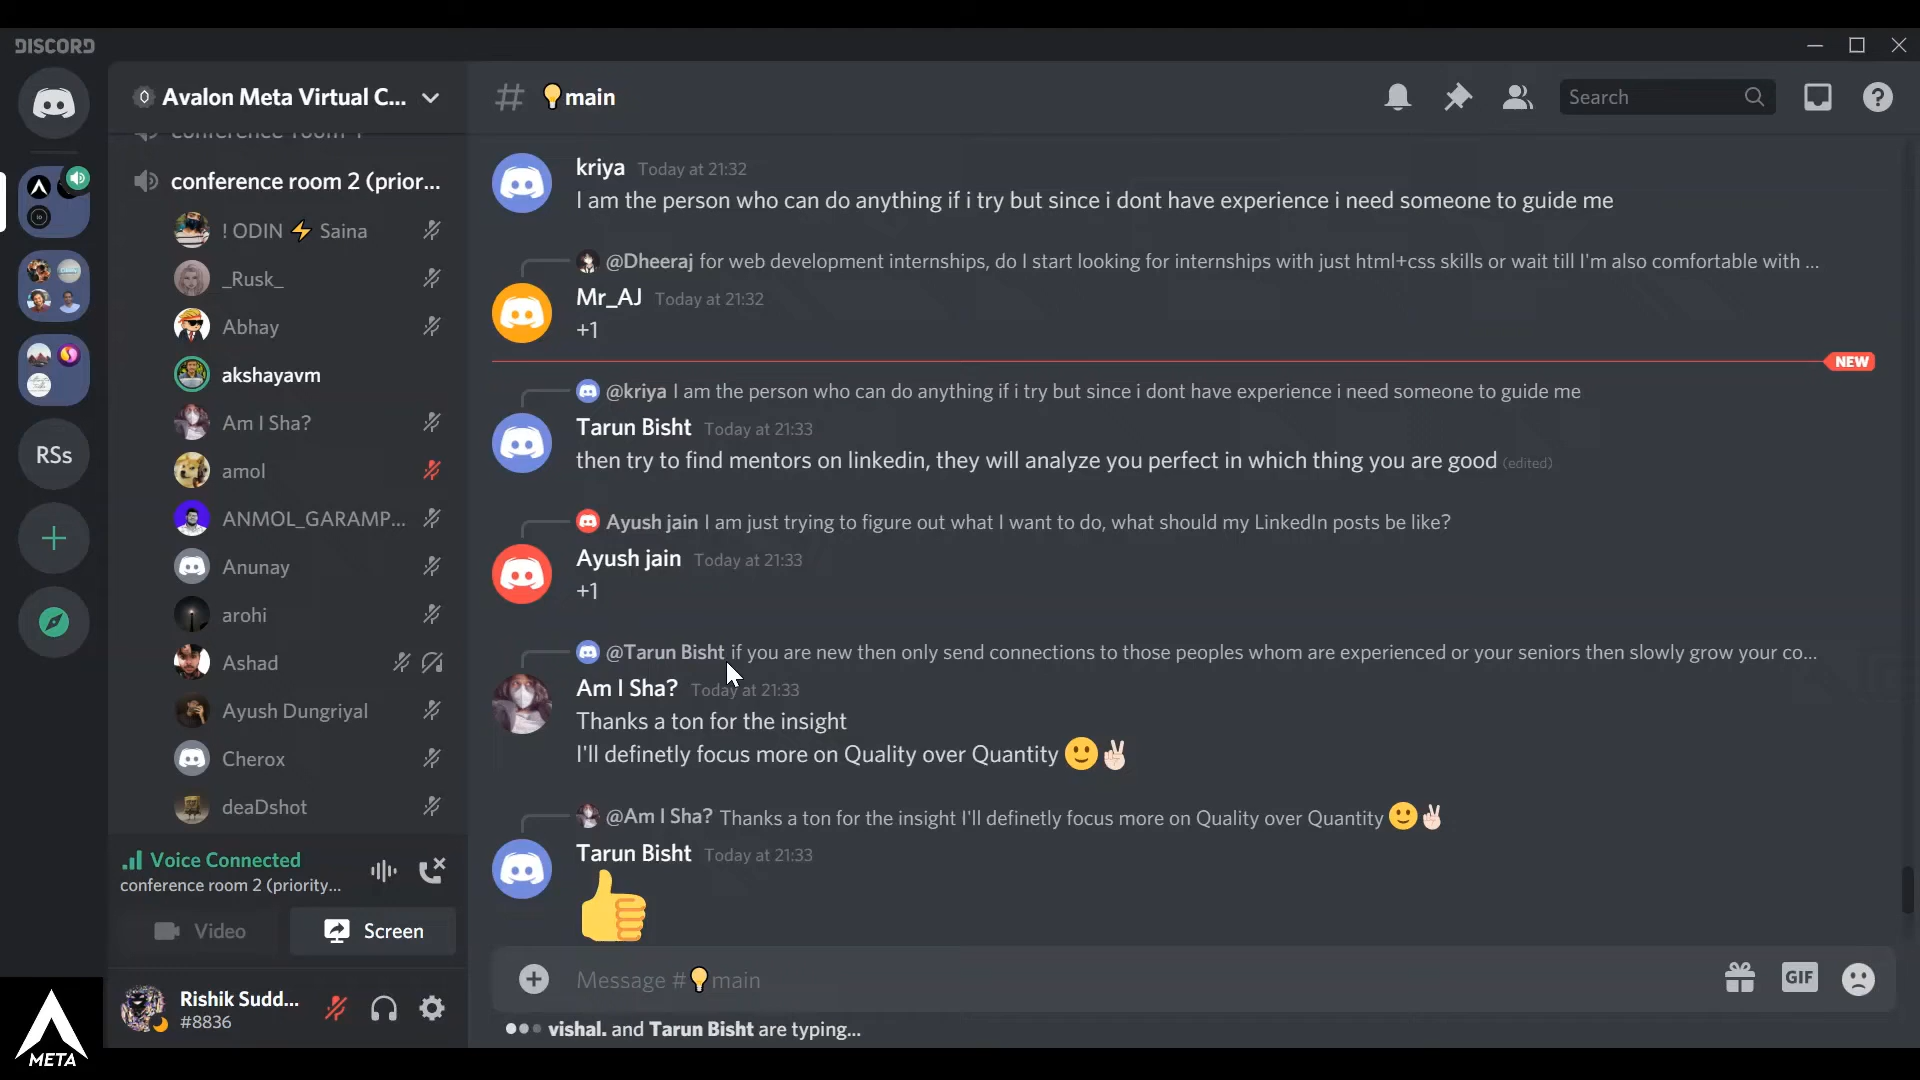 DISCORD
Avalon Meta Virtual C...
conference room 2 (prior...
! ODIN ⚡ Saina
_Rusk_
Abhay
akshayavm
Am I Sha?
amol
ANMOL_GARAMP...
Anunay
arohi
Ashad
Ayush Dungriyal
Cherox
deaDshot
RSs
Voice Connected
conference room 2 (priority...
Video
Screen
Rishik Sudd...
#8836
META
# 💡main
Search
kriya Today at 21:32
I am the person who can do anything if i try but since i dont have experience i need someone to guide me
@Dheeraj for web development internships, do I start looking for internships with just html+css skills or wait till I'm also comfortable with ...
Mr_AJ Today at 21:32
+1
NEW
@kriya I am the person who can do anything if i try but since i dont have experience i need someone to guide me
Tarun Bisht Today at 21:33
then try to find mentors on linkedin, they will analyze you perfect in which thing you are good (edited)
Ayush jain I am just trying to figure out what I want to do, what should my LinkedIn posts be like?
Ayush jain Today at 21:33
+1
@Tarun Bisht if you are new then only send connections to those peoples whom are experienced or your seniors then slowly grow your co...
Am I Sha? Today at 21:33
Thanks a ton for the insight
I'll definetly focus more on Quality over Quantity 🙂✌🏻
@Am I Sha? Thanks a ton for the insight I'll definetly focus more on Quality over Quantity 🙂✌🏻
Tarun Bisht Today at 21:33
👍
Message #💡main
GIF
vishal. and Tarun Bisht are typing...